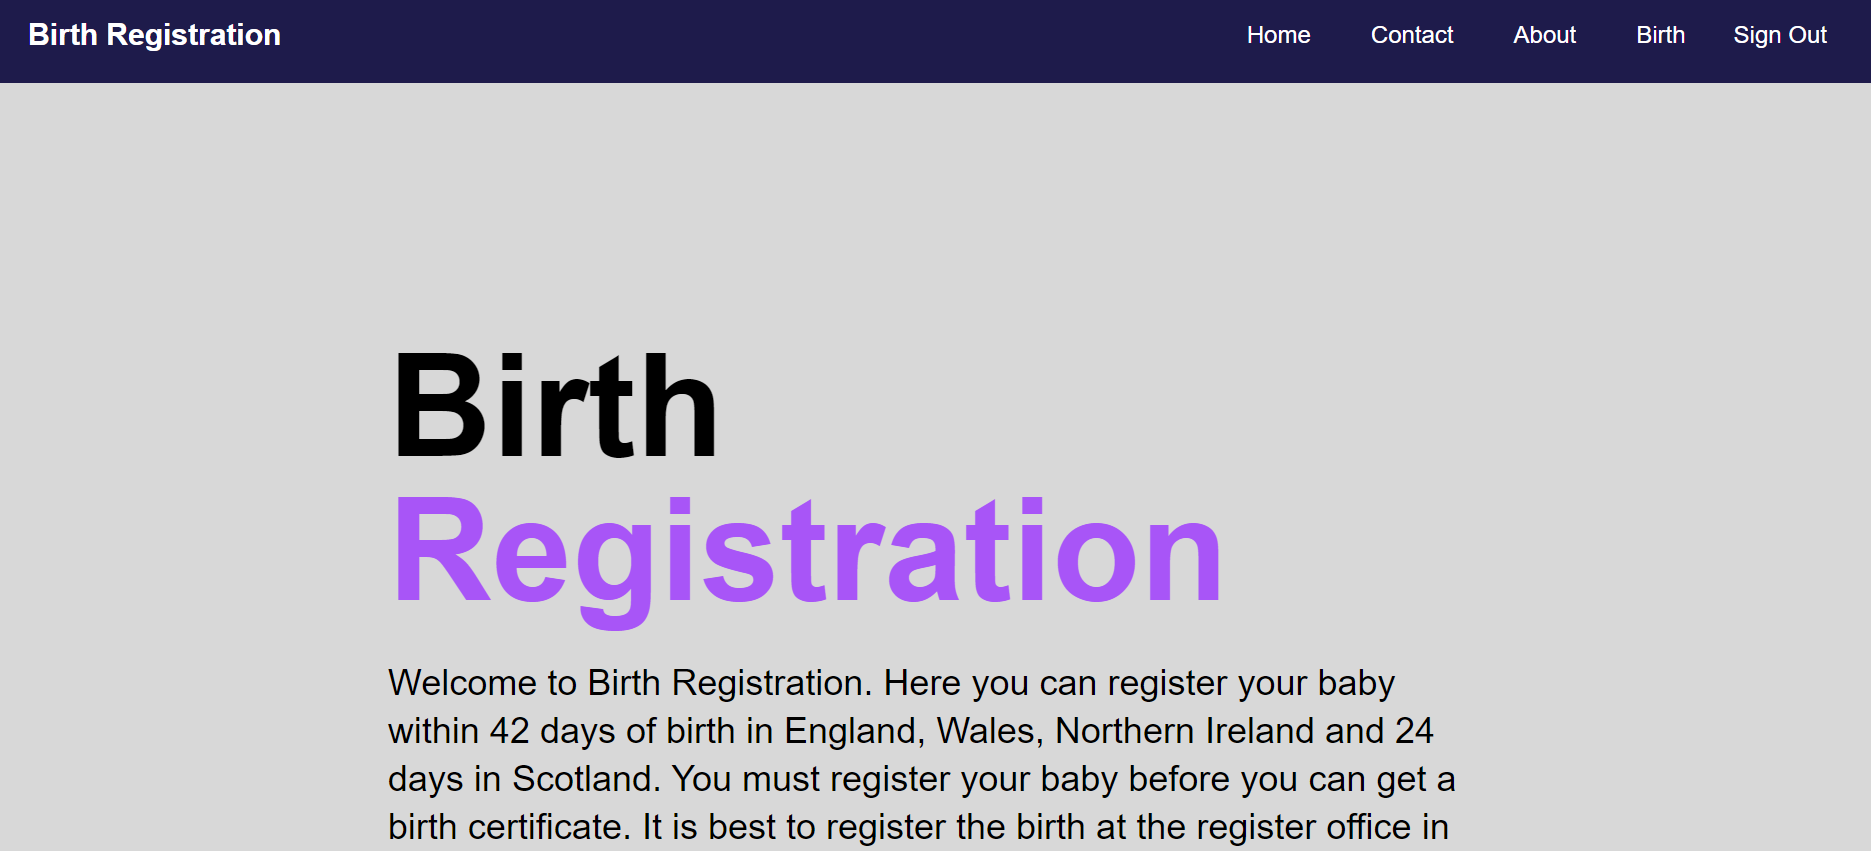 Birth Registration
Home Contact About Birth Sign Out
Birth
Registration
Welcome to Birth Registration. Here you can register your baby
within 42 days of birth in England, Wales, Northern Ireland and 24
days in Scotland. You must register your baby before you can get a
birth certificate. It is best to register the birth at the register office in